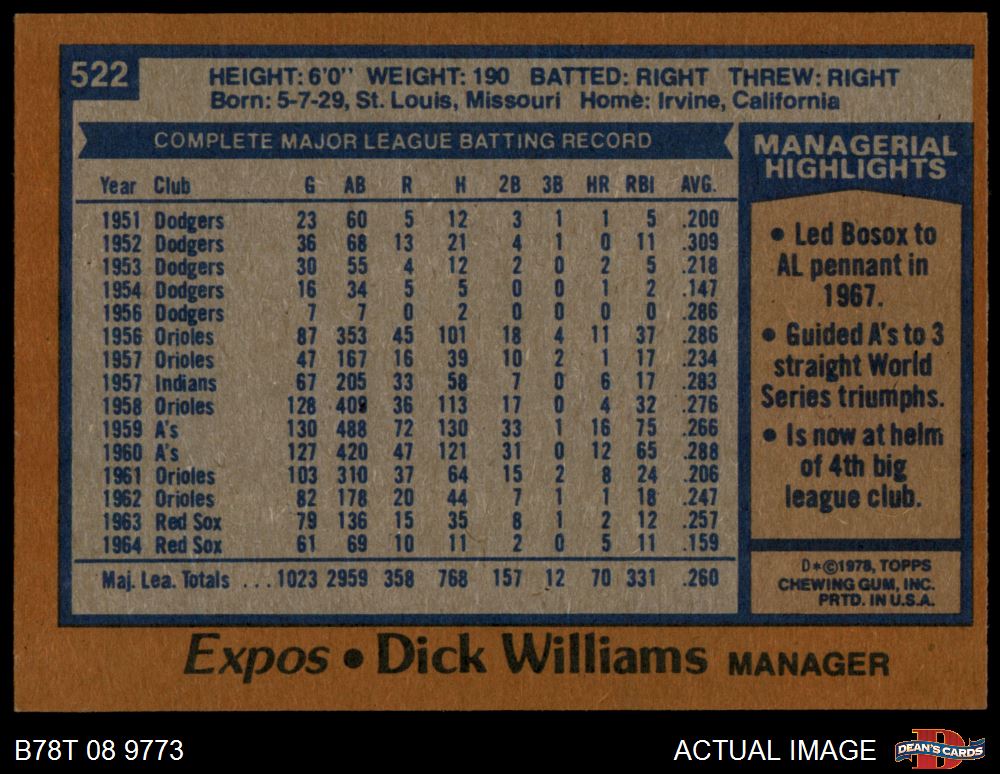 522
HEIGHT: 6'0" WEIGHT: 190 BATTED: RIGHT THREW: RIGHT
Born: 5-7-29, St. Louis, Missouri Home: Irvine, California
COMPLETE MAJOR LEAGUE BATTING RECORD
Year Club G AB R H 2B 3B HR RBI AVG.
1951 Dodgers 23 60 5 12 3 1 1 5 .200
1952 Dodgers 36 68 13 21 4 1 0 11 .309
1953 Dodgers 30 55 4 12 2 0 2 5 .218
1954 Dodgers 16 34 5 5 0 0 1 2 .147
1956 Dodgers 7 7 0 2 0 0 0 0 .286
1956 Orioles 87 353 45 101 18 4 11 37 .286
1957 Orioles 47 167 16 39 10 2 1 17 .234
1957 Indians 67 205 33 58 7 0 6 17 .283
1958 Orioles 128 409 36 113 17 0 4 32 .276
1959 A's 130 488 72 130 33 1 16 75 .266
1960 A's 127 420 47 121 31 0 12 65 .288
1961 Orioles 103 310 37 64 15 2 8 24 .206
1962 Orioles 82 178 20 44 7 1 1 18 .247
1963 Red Sox 79 136 15 35 8 1 2 12 .257
1964 Red Sox 61 69 10 11 2 0 5 11 .159
Maj. Lea. Totals ... 1023 2959 358 768 157 12 70 331 .260
MANAGERIAL
HIGHLIGHTS
• Led Bosox to
AL pennant in
1967.
• Guided A's to 3
straight World
Series triumphs.
• Is now at helm
of 4th big
league club.
D*©1978, TOPPS
CHEWING GUM, INC.
PRTD. IN U.S.A.
Expos • Dick Williams MANAGER
B78T 08 9773
ACTUAL IMAGE
D
DEAN'S CARDS